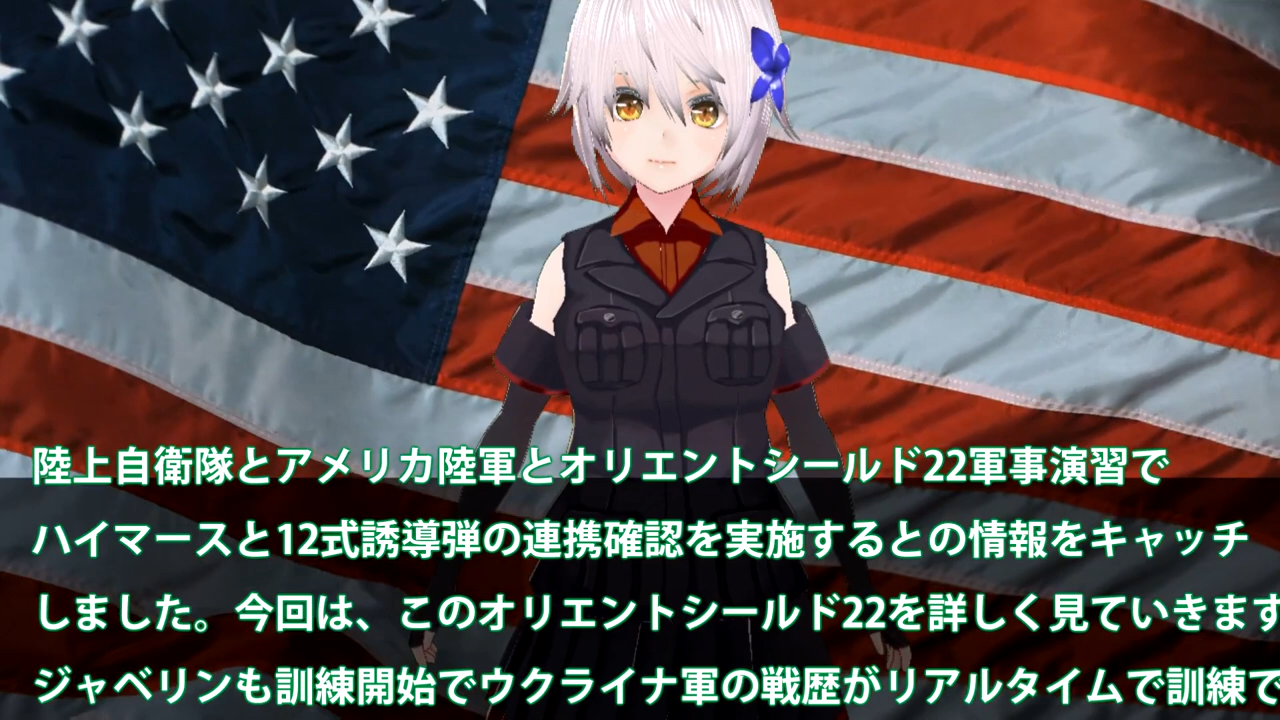 陸上自衛隊とアメリカ陸軍とオリエントシールド22軍事演習で
ハイマースと12式誘導弾の連携確認を実施するとの情報をキャッチ
しました。今回は、このオリエントシールド22を詳しく見ていきます
ジャベリンも訓練開始でウクライナ軍の戦歴がリアルタイムで訓練で